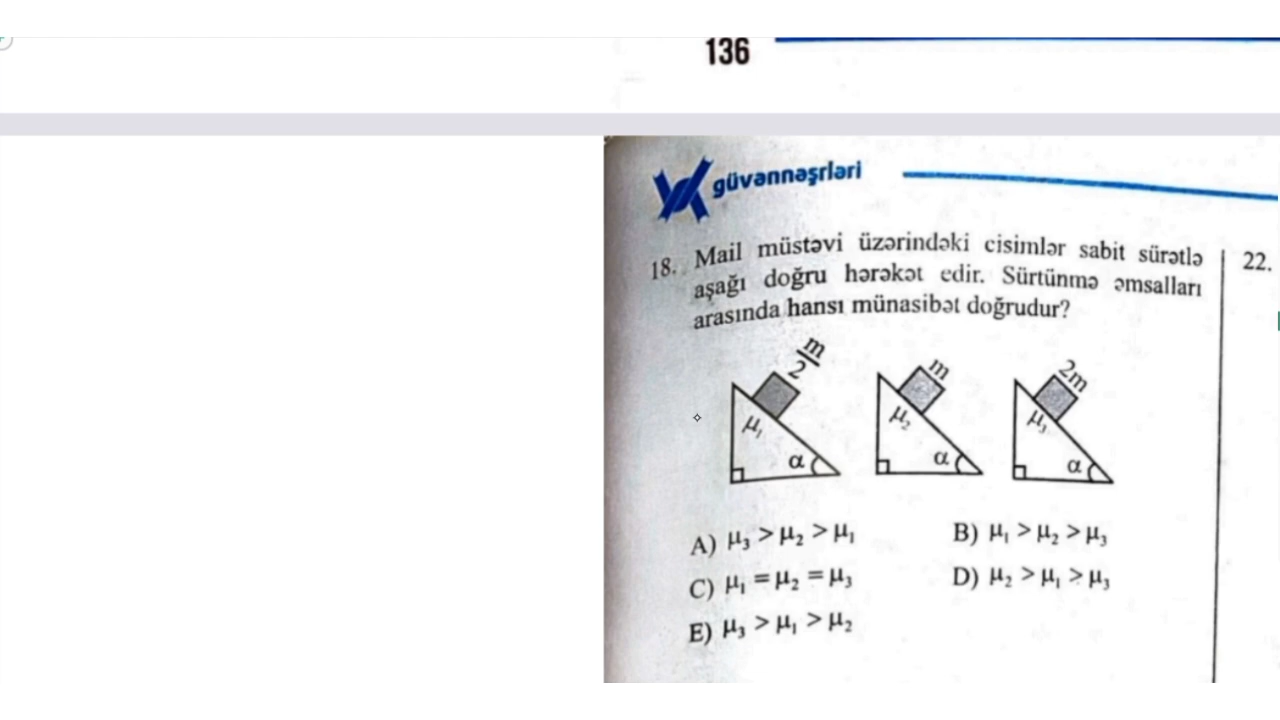 136
güvənnəşrləri
18. Mail müstəvi üzərindəki cisimlər sabit sürətlə
aşağı doğru hərəkət edir. Sürtünmə əmsalları
arasında hansı münasibət doğrudur?
22.
m/2 m 2m
μ₁ α μ₂ α μ₃ α
A) μ₃ > μ₂ > μ₁ B) μ₁ > μ₂ > μ₃
C) μ₁ = μ₂ = μ₃ D) μ₂ > μ₁ > μ₃
E) μ₃ > μ₁ > μ₂